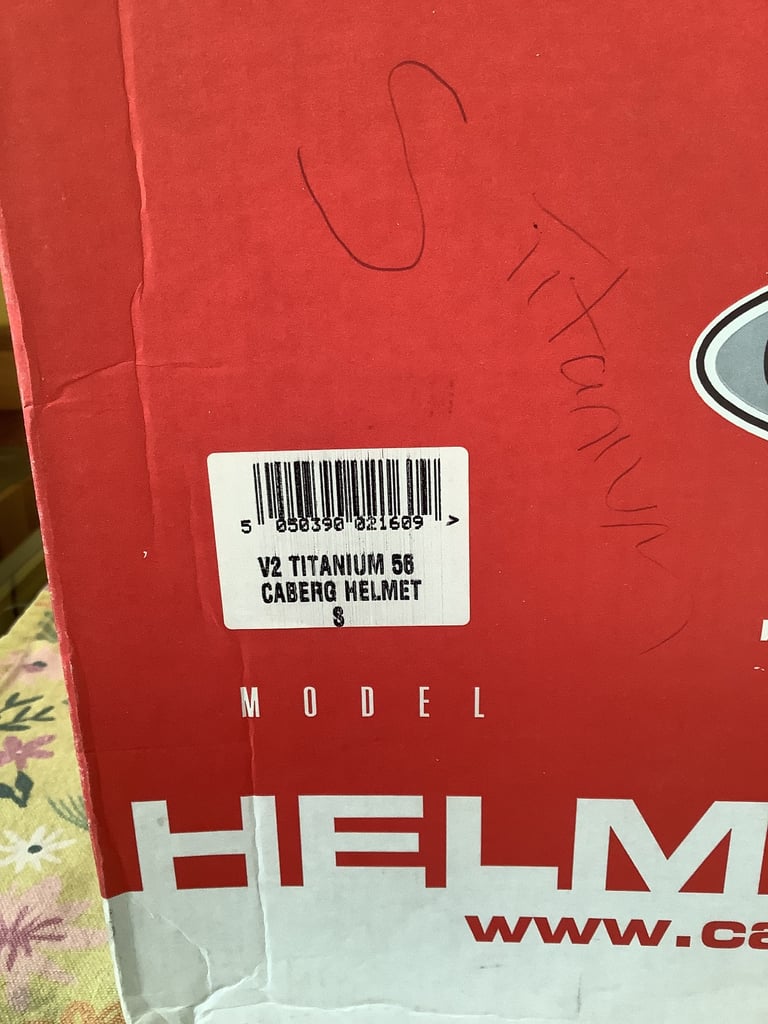 S
Titanium
5 050390 021609 >
V2 TITANIUM 56
CABERG HELMET
S
MODEL
HELM
www.ca